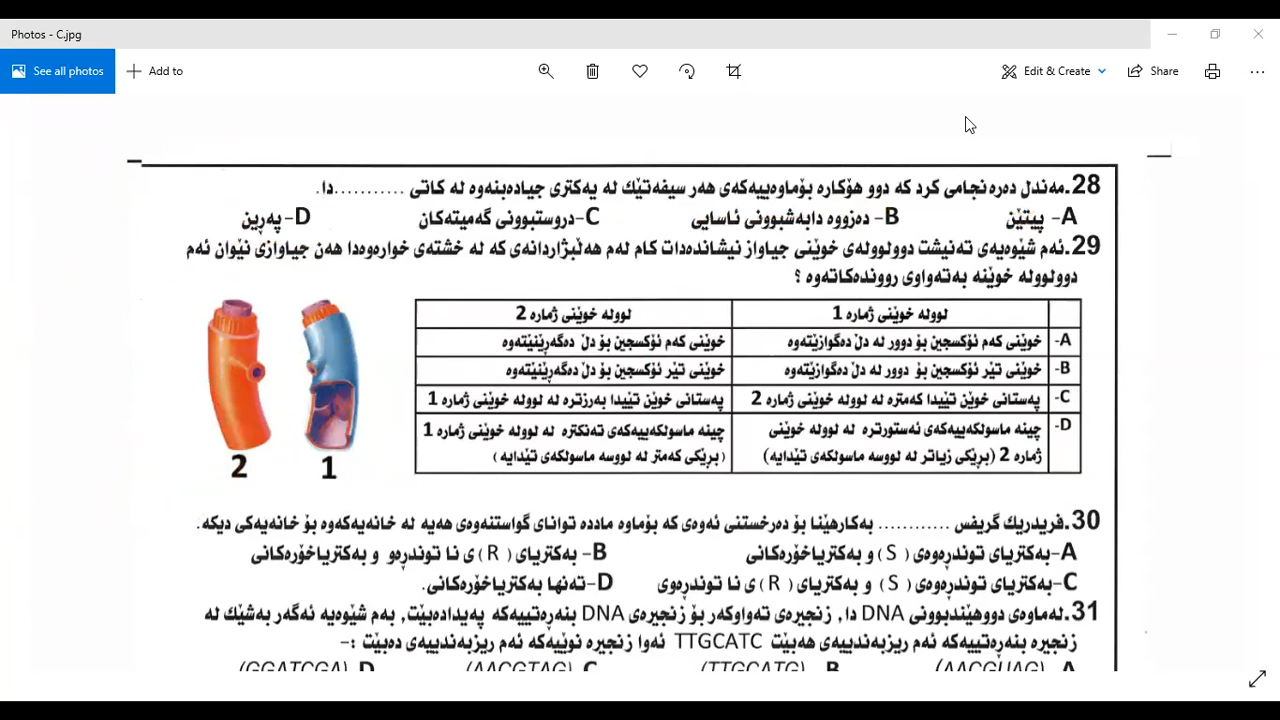 Photos - C.jpg
See all photos
Add to
Edit & Create
Share
28.مەندل دەرەنجامی کرد کە دوو هۆکارە بۆماوەییەکەی هەر سیفەتێك لە یەکتری جیادەبنەوە لە کاتی ...........دا.
A- پیتێن B- دەزووە دابەشبوونی ئاسایی C-دروستبوونی گەمیتەکان D-پەڕین
29.ئەم شێوەیەی تەنیشت دوولوولەی خوێنی جیاواز نیشاندەدات کام لەم هەڵبژاردانەی کە لە خشتەی خوارەوەدا هەن جیاوازی نێوان ئەم
دوولوولە خوێنە بەتەواوی رووندەکاتەوە ؟
لوولە خوێنی ژمارە 1 لوولە خوێنی ژمارە 2
A- خوێنی کەم ئۆکسجین بۆ دوور لە دڵ دەگوازێتەوە خوێنی کەم ئۆکسجین بۆ دڵ دەگەڕێنێتەوە
B- خوێنی تێر ئۆکسجین بۆ دوور لە دڵ دەگوازێتەوە خوێنی تێر ئۆکسجین بۆ دڵ دەگەڕێنێتەوە
C- پەستانی خوێن تێیدا کەمترە لە لوولە خوێنی ژمارە 2 پەستانی خوێن تێیدا بەرزترە لە لوولە خوێنی ژمارە 1
D- چینە ماسولکەییەکەی ئەستورترە لە لوولە خوێنی چینە ماسولکەییەکەی تەنکترە لە لوولە خوێنی ژمارە 1
ژمارە 2 (بڕێکی زیاتر لە لووسە ماسولکەی تێدایە) (بڕێکی کەمتر لە لووسە ماسولکەی تێدایە)
2 1
30.فریدریك گریفس ........... بەکارهێنا بۆ دەرخستنی ئەوەی کە بۆماوە ماددە توانای گواستنەوەی هەیە لە خانەیەکەوە بۆ خانەیەکی دیکە.
A-بەکتریای توندڕەوەی (S) و بەکتریاخۆرەکانی B- بەکتریای (R)ی نا توندڕەو و بەکتریاخۆرەکانی
C-بەکتریای توندڕەوەی (S) و بەکتریای (R)ی نا توندڕەوی D-تەنها بەکتریاخۆرەکانی.
31.لەماوەی دووهێندبوونی DNA دا, زنجیرەی تەواوکەر بۆ زنجیرەی DNA بنەڕەتییەکە پەیدادەبێت, بەم شێوەیە ئەگەر بەشێك لە
زنجیرە بنەڕەتییەکە ئەم ریزبەندییەی هەبێت TTGCATC ئەوا زنجیرە نوێیەکە ئەم ریزبەندییەی دەبێت :-
A (AACGUAG) B (TTGCATG) C (AACGTAG) D (GGATCGA)